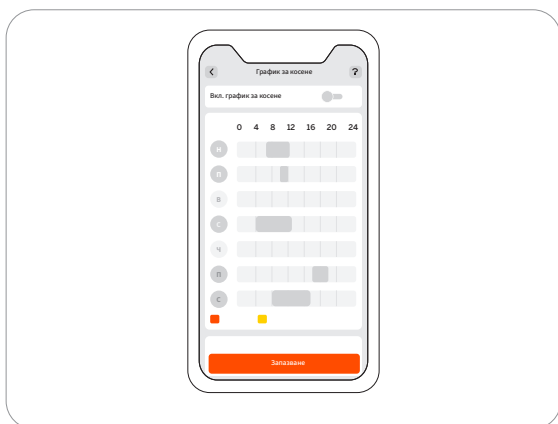 График за косене ?
Вкл. график за косене
0 4 8 12 16 20 24
Н
П
В
С
Ч
П
С
Запазване